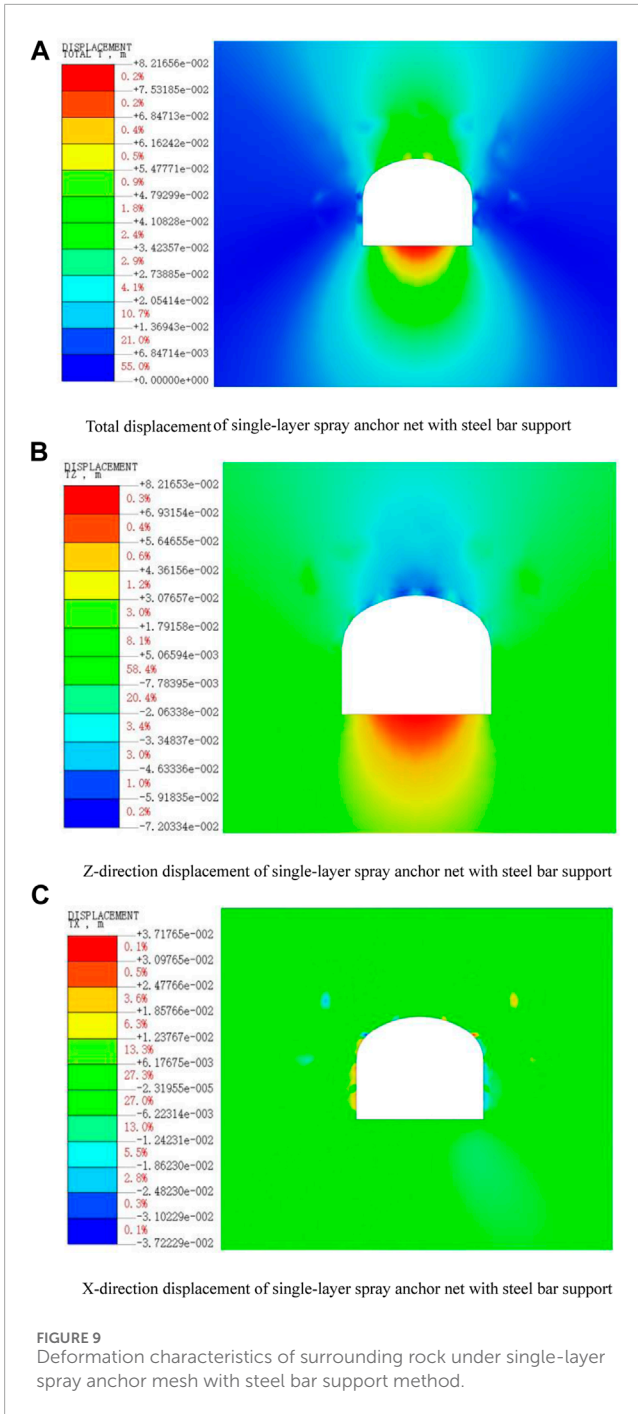 A
DISPLACEMENT
TOTAL T , m
+8.21656e-002
0.2%
+7.53185e-002
0.2%
+6.84713e-002
0.4%
+6.16242e-002
0.5%
+5.47771e-002
0.9%
+4.79299e-002
1.8%
+4.10828e-002
2.4%
+3.42357e-002
2.9%
+2.73885e-002
4.1%
+2.05414e-002
10.7%
+1.36943e-002
21.0%
+6.84714e-003
55.0%
+0.00000e+000
Total displacement of single-layer spray anchor net with steel bar support
B
DISPLACEMENT
TZ , m
+8.21653e-002
0.3%
+6.93154e-002
0.4%
+5.64655e-002
0.6%
+4.36156e-002
1.2%
+3.07657e-002
3.0%
+1.79158e-002
8.1%
+5.06594e-003
58.4%
-7.78395e-003
20.4%
-2.06338e-002
3.4%
-3.34837e-002
3.0%
-4.63336e-002
1.0%
-5.91835e-002
0.2%
-7.20334e-002
Z-direction displacement of single-layer spray anchor net with steel bar support
C
DISPLACEMENT
TX , m
+3.71765e-002
0.1%
+3.09765e-002
0.5%
+2.47766e-002
3.6%
+1.85766e-002
6.3%
+1.23767e-002
13.3%
+6.17675e-003
27.3%
-2.31955e-005
27.0%
-6.22314e-003
13.0%
-1.24231e-002
5.5%
-1.86230e-002
2.8%
-2.48230e-002
0.3%
-3.10229e-002
0.1%
-3.72229e-002
X-direction displacement of single-layer spray anchor net with steel bar support
FIGURE 9
Deformation characteristics of surrounding rock under single-layer
spray anchor mesh with steel bar support method.